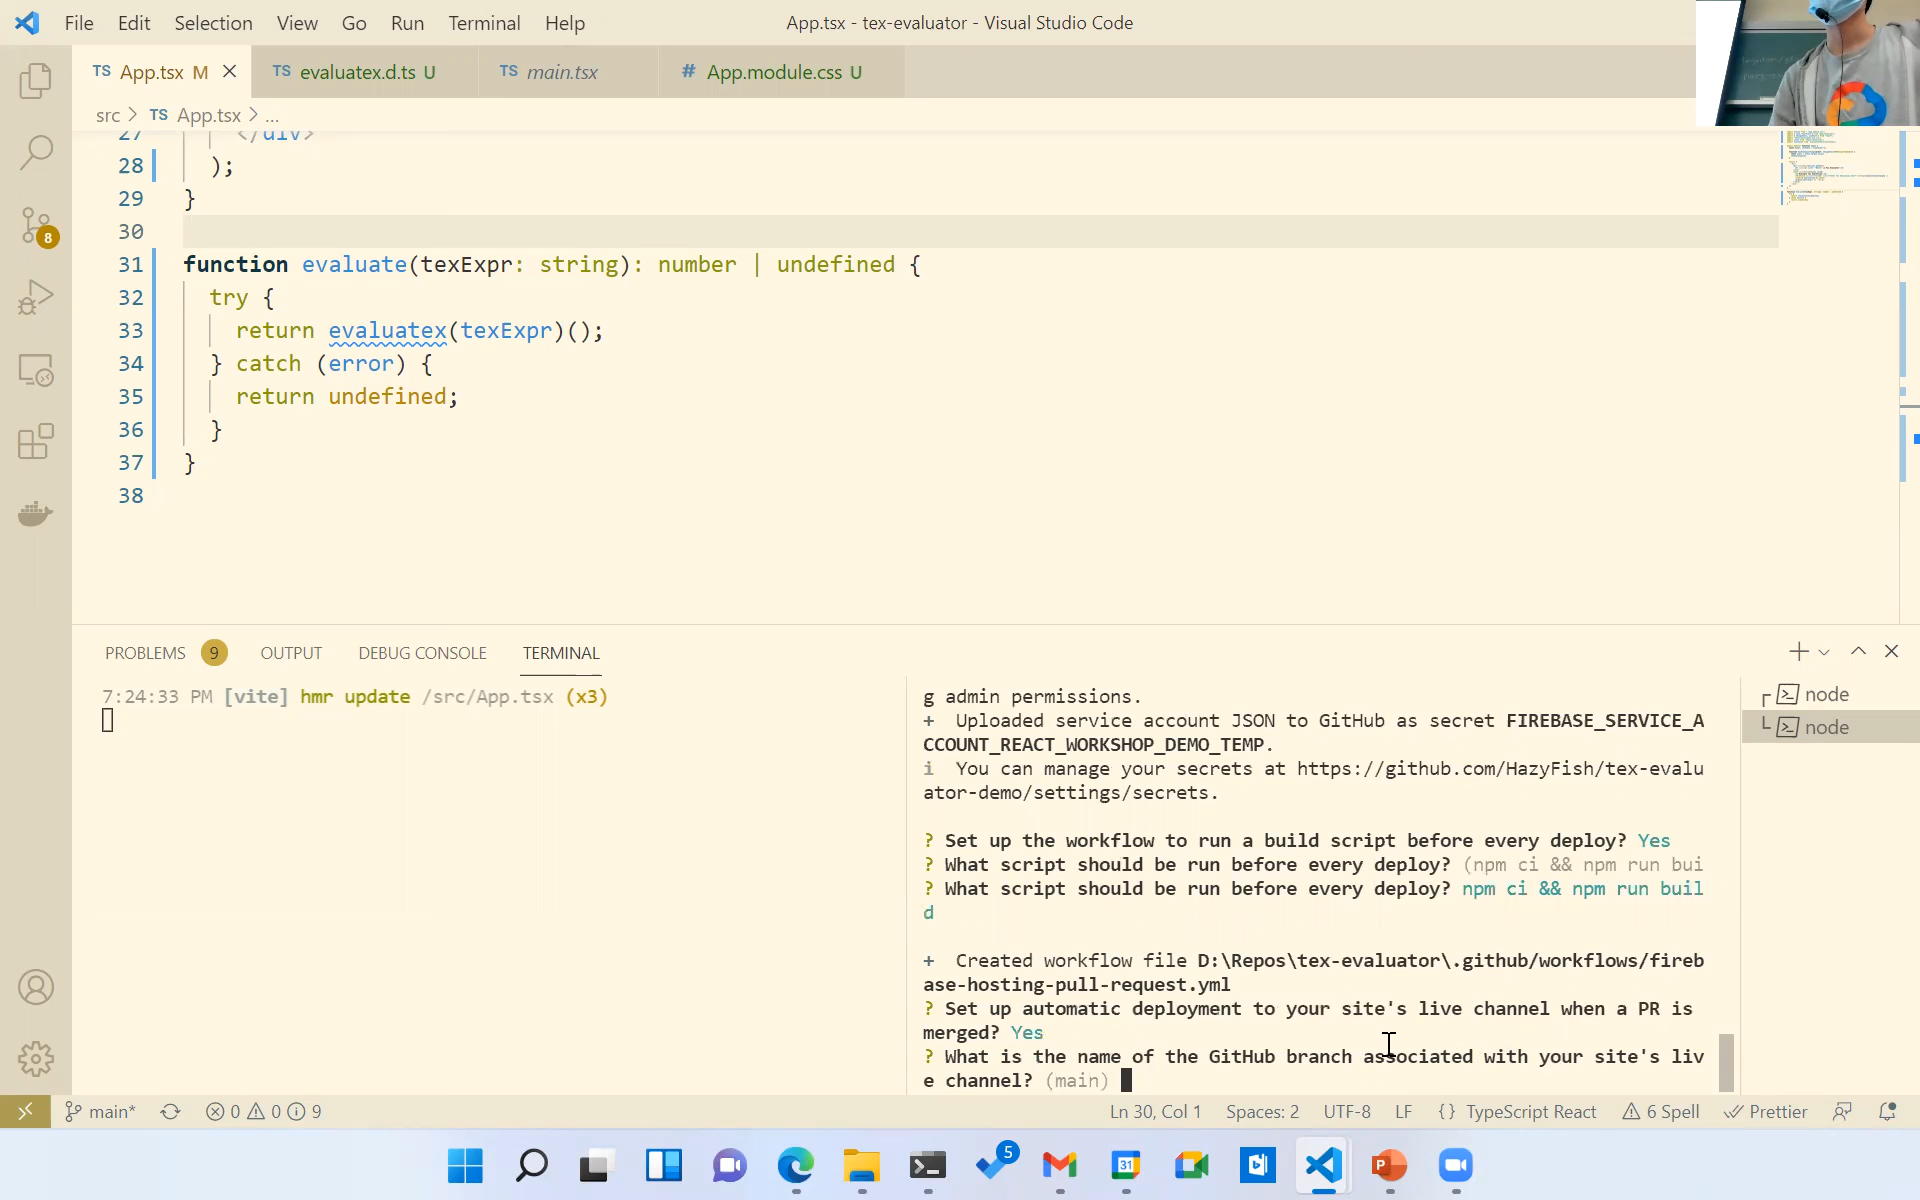 File Edit Selection View Go Run Terminal Help App.tsx - tex-evaluator - Visual Studio Code
TS App.tsx M TS evaluatex.d.ts U TS main.tsx # App.module.css U
src > TS App.tsx > ...
27 </div>
28 );
29 }
30
31 function evaluate(texExpr: string): number | undefined {
32 try {
33 return evaluatex(texExpr)();
34 } catch (error) {
35 return undefined;
36 }
37 }
38
8
PROBLEMS 9 OUTPUT DEBUG CONSOLE TERMINAL
7:24:33 PM [vite] hmr update /src/App.tsx (x3)
g admin permissions.
+ Uploaded service account JSON to GitHub as secret FIREBASE_SERVICE_A
CCOUNT_REACT_WORKSHOP_DEMO_TEMP.
i You can manage your secrets at https://github.com/HazyFish/tex-evalu
ator-demo/settings/secrets.
? Set up the workflow to run a build script before every deploy? Yes
? What script should be run before every deploy? (npm ci && npm run bui
? What script should be run before every deploy? npm ci && npm run buil
d
+ Created workflow file D:\Repos\tex-evaluator\.github/workflows/fireb
ase-hosting-pull-request.yml
? Set up automatic deployment to your site's live channel when a PR is
merged? Yes
? What is the name of the GitHub branch associated with your site's liv
e channel? (main)
node
node
main* 0 0 9 Ln 30, Col 1 Spaces: 2 UTF-8 LF {} TypeScript React 6 Spell Prettier
5
31